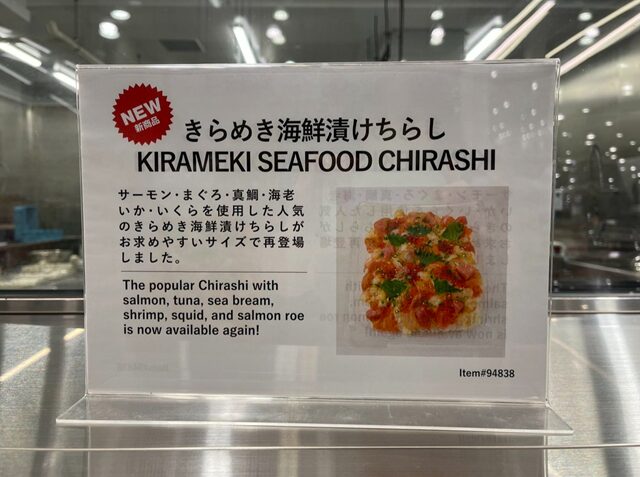 NEW
新商品
きらめき海鮮漬けちらし
KIRAMEKI SEAFOOD CHIRASHI
サーモン・まぐろ・真鯛・海老
いか・いくらを使用した人気
のきらめき海鮮漬けちらしが
お求めやすいサイズで再登場
しました。
The popular Chirashi with
salmon, tuna, sea bream,
shrimp, squid, and salmon roe
is now available again!
Item#94838